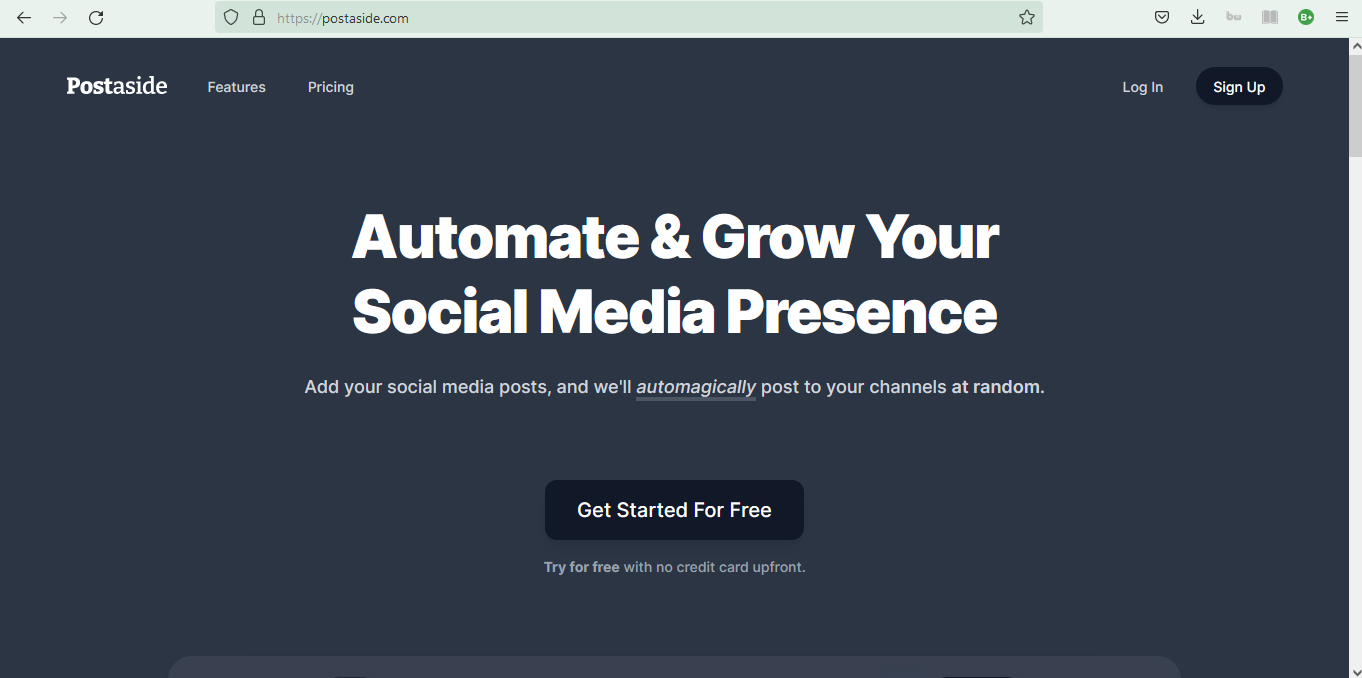 https://postaside.com
Postaside
Features
Pricing
Log In
Sign Up
Automate & Grow Your
Social Media Presence
Add your social media posts, and we'll automagically post to your channels at random.
Get Started For Free
Try for free with no credit card upfront.